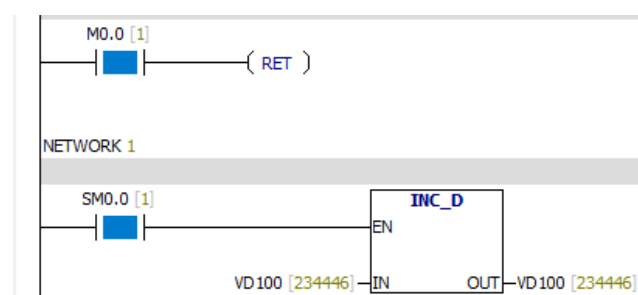 M0.0 [1]
( RET )
NETWORK 1
SM0.0 [1]
INC_D
EN
VD100 [234446] IN OUT VD100 [234446]